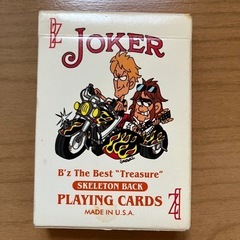 B'z
JOKER
B'z The Best "Treasure"
SKELETON BACK
PLAYING CARDS
MADE IN U.S.A.
B'z